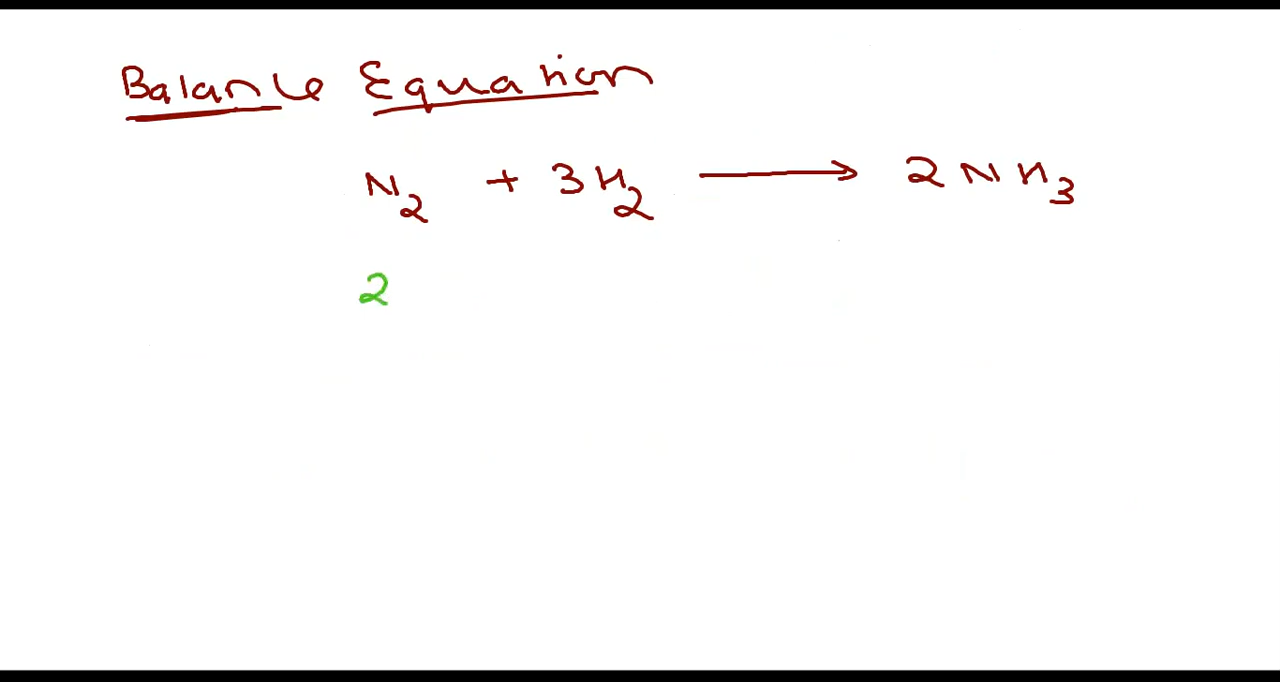 Balance Equation
N₂ + 3H₂ ⟶ 2NH₃
2